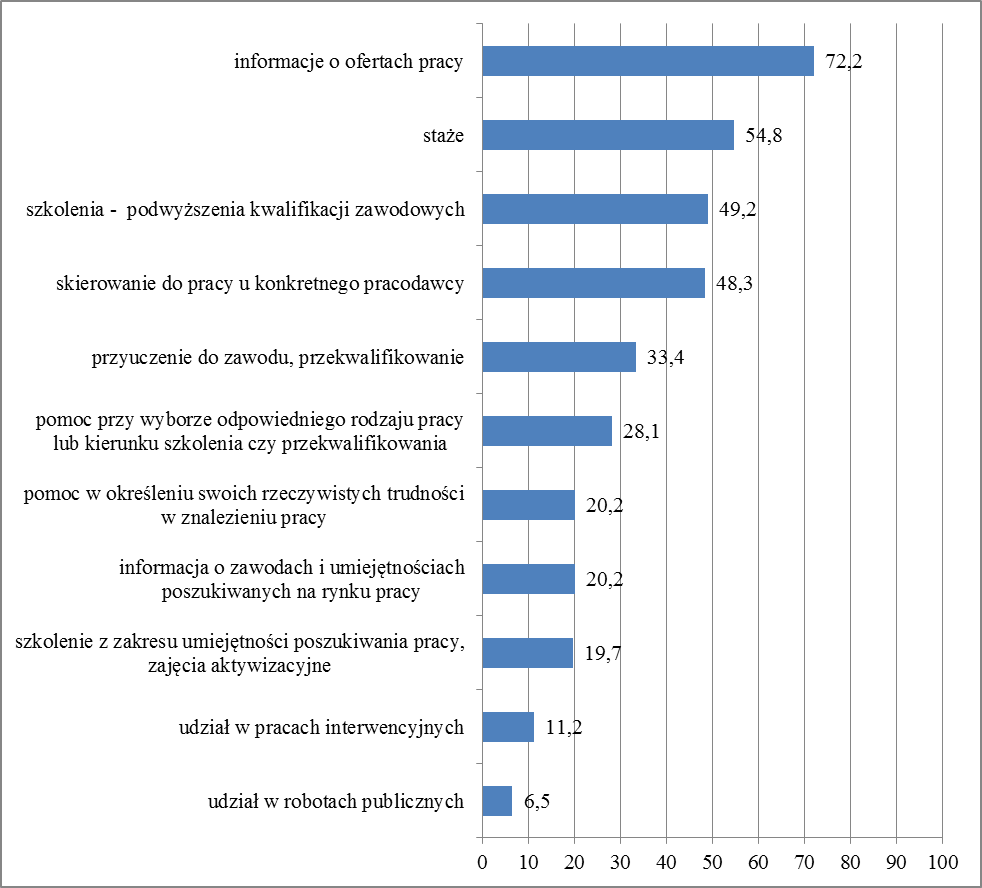 informacje o ofertach pracy 72,2
staże 54,8
szkolenia -  podwyższenia kwalifikacji zawodowych 49,2
skierowanie do pracy u konkretnego pracodawcy 48,3
przyuczenie do zawodu, przekwalifikowanie 33,4
pomoc przy wyborze odpowiedniego rodzaju pracy
lub kierunku szkolenia czy przekwalifikowania 28,1
pomoc w określeniu swoich rzeczywistych trudności
w znalezieniu pracy 20,2
informacja o zawodach i umiejętnościach
poszukiwanych na rynku pracy 20,2
szkolenie z zakresu umiejętności poszukiwania pracy,
zajęcia aktywizacyjne 19,7
udział w pracach interwencyjnych 11,2
udział w robotach publicznych 6,5
0 10 20 30 40 50 60 70 80 90 100